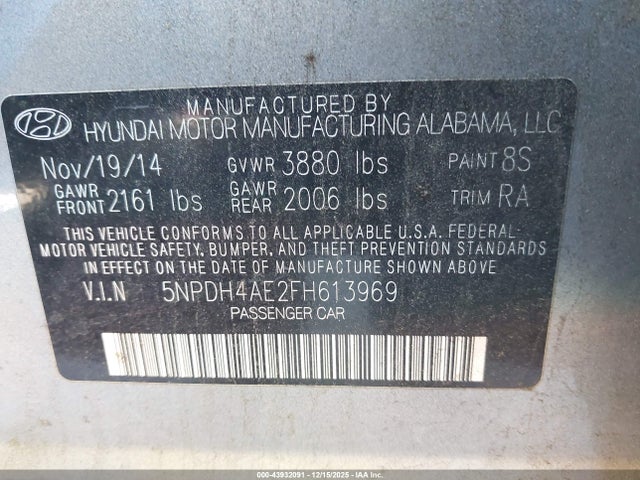 MANUFACTURED BY
HYUNDAI MOTOR MANUFACTURING ALABAMA, LLC
Nov/19/14 GVWR 3880 lbs PAINT 8S
GAWR FRONT 2161 lbs GAWR REAR 2006 lbs TRIM RA
THIS VEHICLE CONFORMS TO ALL APPLICABLE U.S.A. FEDERAL-
MOTOR VEHICLE SAFETY, BUMPER, AND THEFT PREVENTION STANDARDS
IN EFFECT ON THE DATE OF MANUFACTURE SHOWN ABOVE
V.I.N 5NPDH4AE2FH613969
PASSENGER CAR
000-43932091 - 12/15/2025 - IAAI.COM